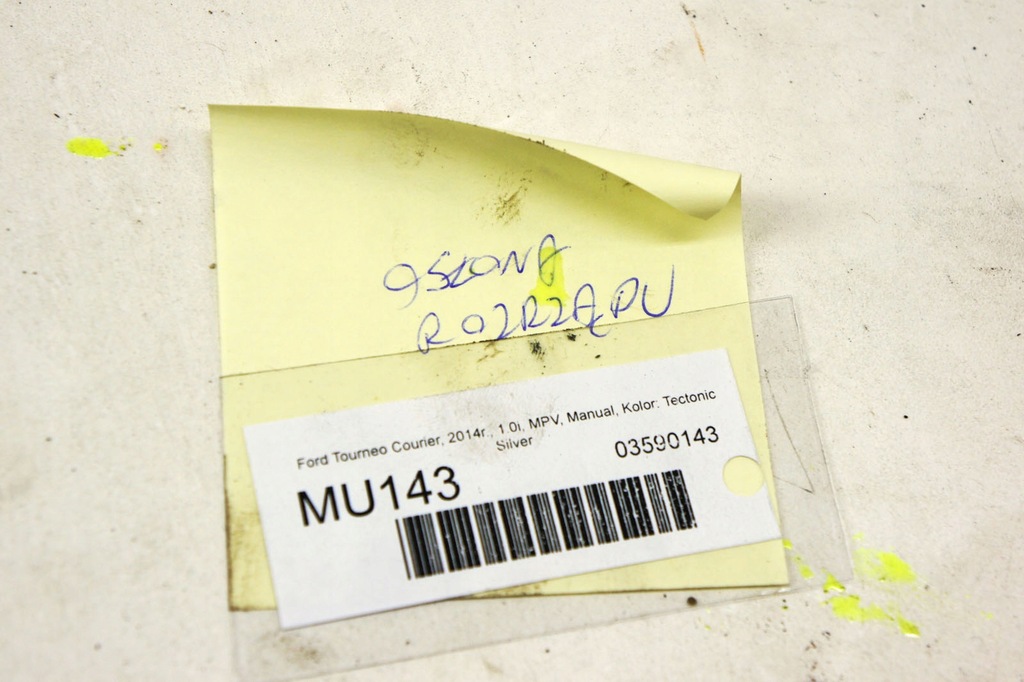 OSŁONA
ROZRZĄDU
Ford Tourneo Courier, 2014r., 1.0i, MPV, Manual, Kolor: Tectonic
Silver
03590143
MU143